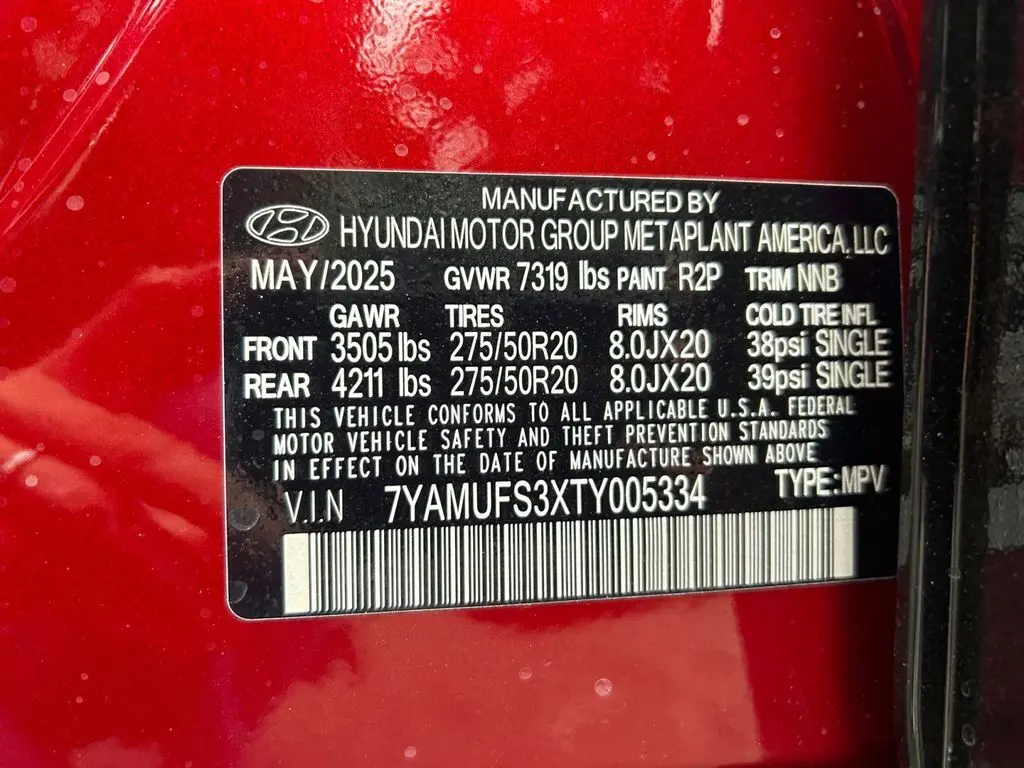 MANUFACTURED BY
HYUNDAI MOTOR GROUP METAPLANT AMERICA, LLC
MAY/2025 GVWR 7319 lbs PAINT R2P TRIM NNB
GAWR TIRES RIMS COLD TIRE INFL
FRONT 3505 lbs 275/50R20 8.0JX20 38psi SINGLE
REAR 4211 lbs 275/50R20 8.0JX20 39psi SINGLE
THIS VEHICLE CONFORMS TO ALL APPLICABLE U.S.A. FEDERAL
MOTOR VEHICLE SAFETY AND THEFT PREVENTION STANDARDS
IN EFFECT ON THE DATE OF MANUFACTURE SHOWN ABOVE
V.I.N 7YAMUFS3XTY005334 TYPE:MPV